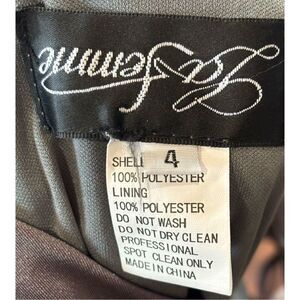 La Femme
SHELL 4
100% POLYESTER
LINING
100% POLYESTER
DO NOT WASH
DO NOT DRY CLEAN
PROFESSIONAL
SPOT CLEAN ONLY
MADE IN CHINA